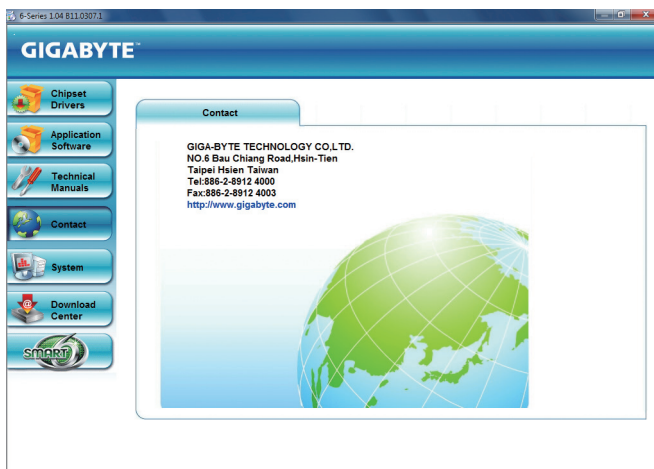 6-Series 1.04 B11.0307.1
GIGABYTE™
Chipset
Drivers
Application
Software
Technical
Manuals
Contact
System
Download
Center
SMART 6
Contact
GIGA-BYTE TECHNOLOGY CO,LTD.
NO.6 Bau Chiang Road,Hsin-Tien
Taipei Hsien Taiwan
Tel:886-2-8912 4000
Fax:886-2-8912 4003
http://www.gigabyte.com